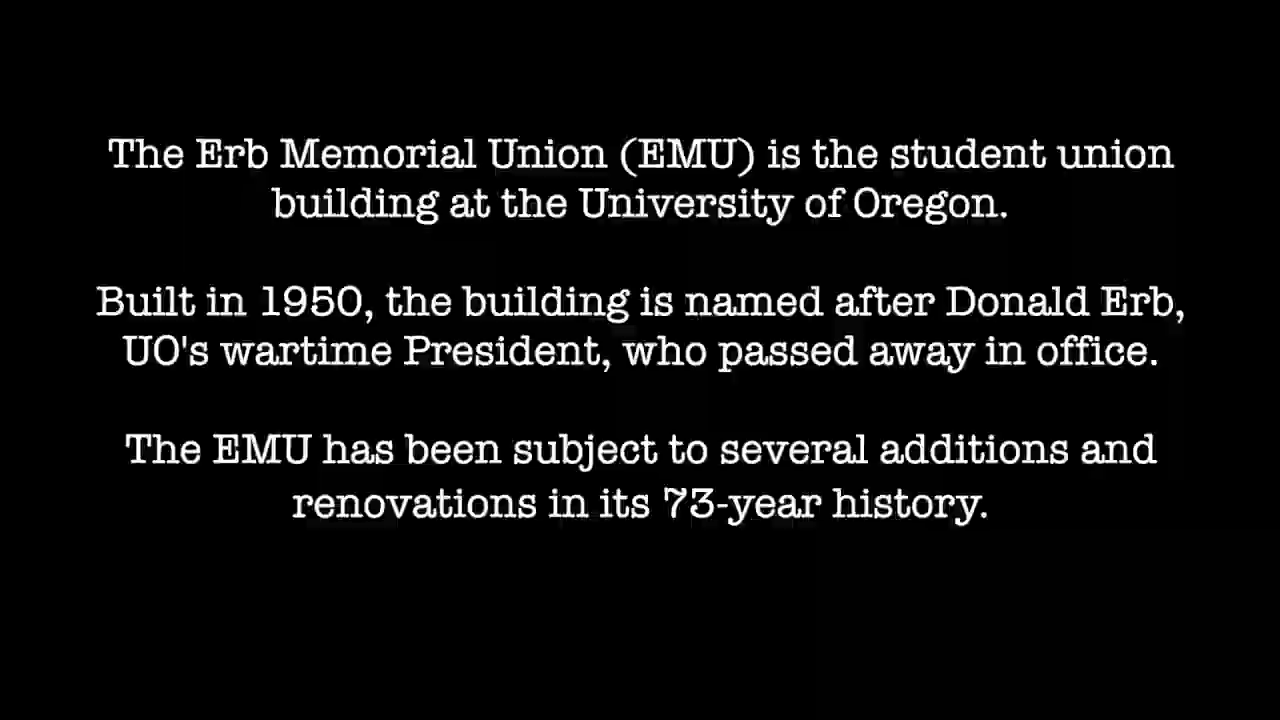 The Erb Memorial Union (EMU) is the student union
building at the University of Oregon.
Built in 1950, the building is named after Donald Erb,
UO's wartime President, who passed away in office.
The EMU has been subject to several additions and
renovations in its 73-year history.